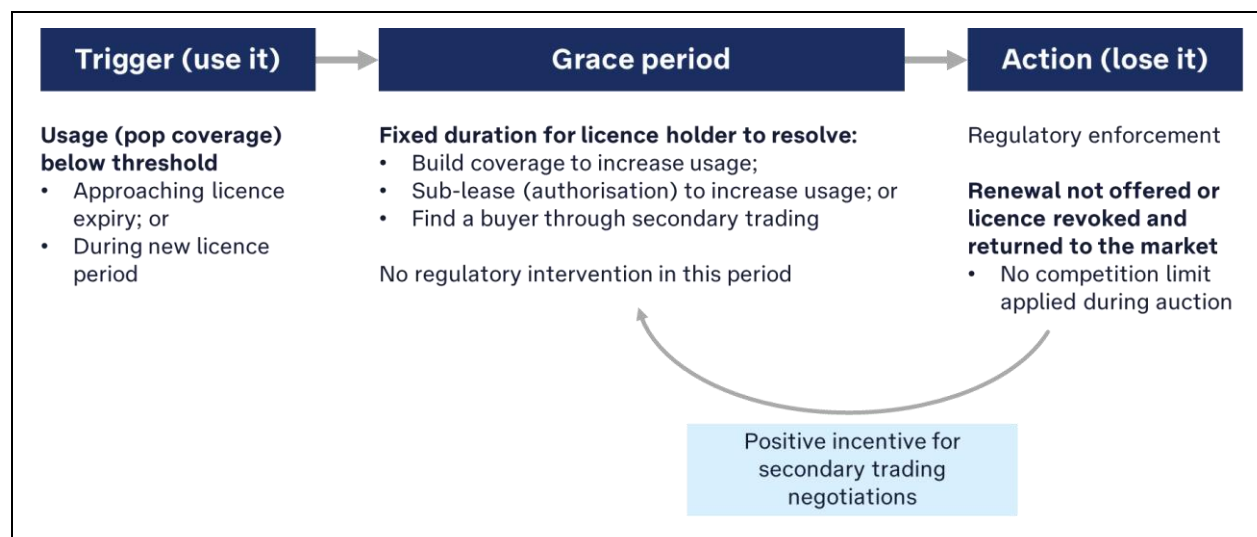 Trigger (use it)
Grace period
Action (lose it)
Usage (pop coverage)
below threshold
• Approaching licence
expiry; or
• During new licence
period
Fixed duration for licence holder to resolve:
• Build coverage to increase usage;
• Sub-lease (authorisation) to increase usage; or
• Find a buyer through secondary trading
No regulatory intervention in this period
Regulatory enforcement
Renewal not offered or
licence revoked and
returned to the market
• No competition limit
applied during auction
Positive incentive for
secondary trading
negotiations